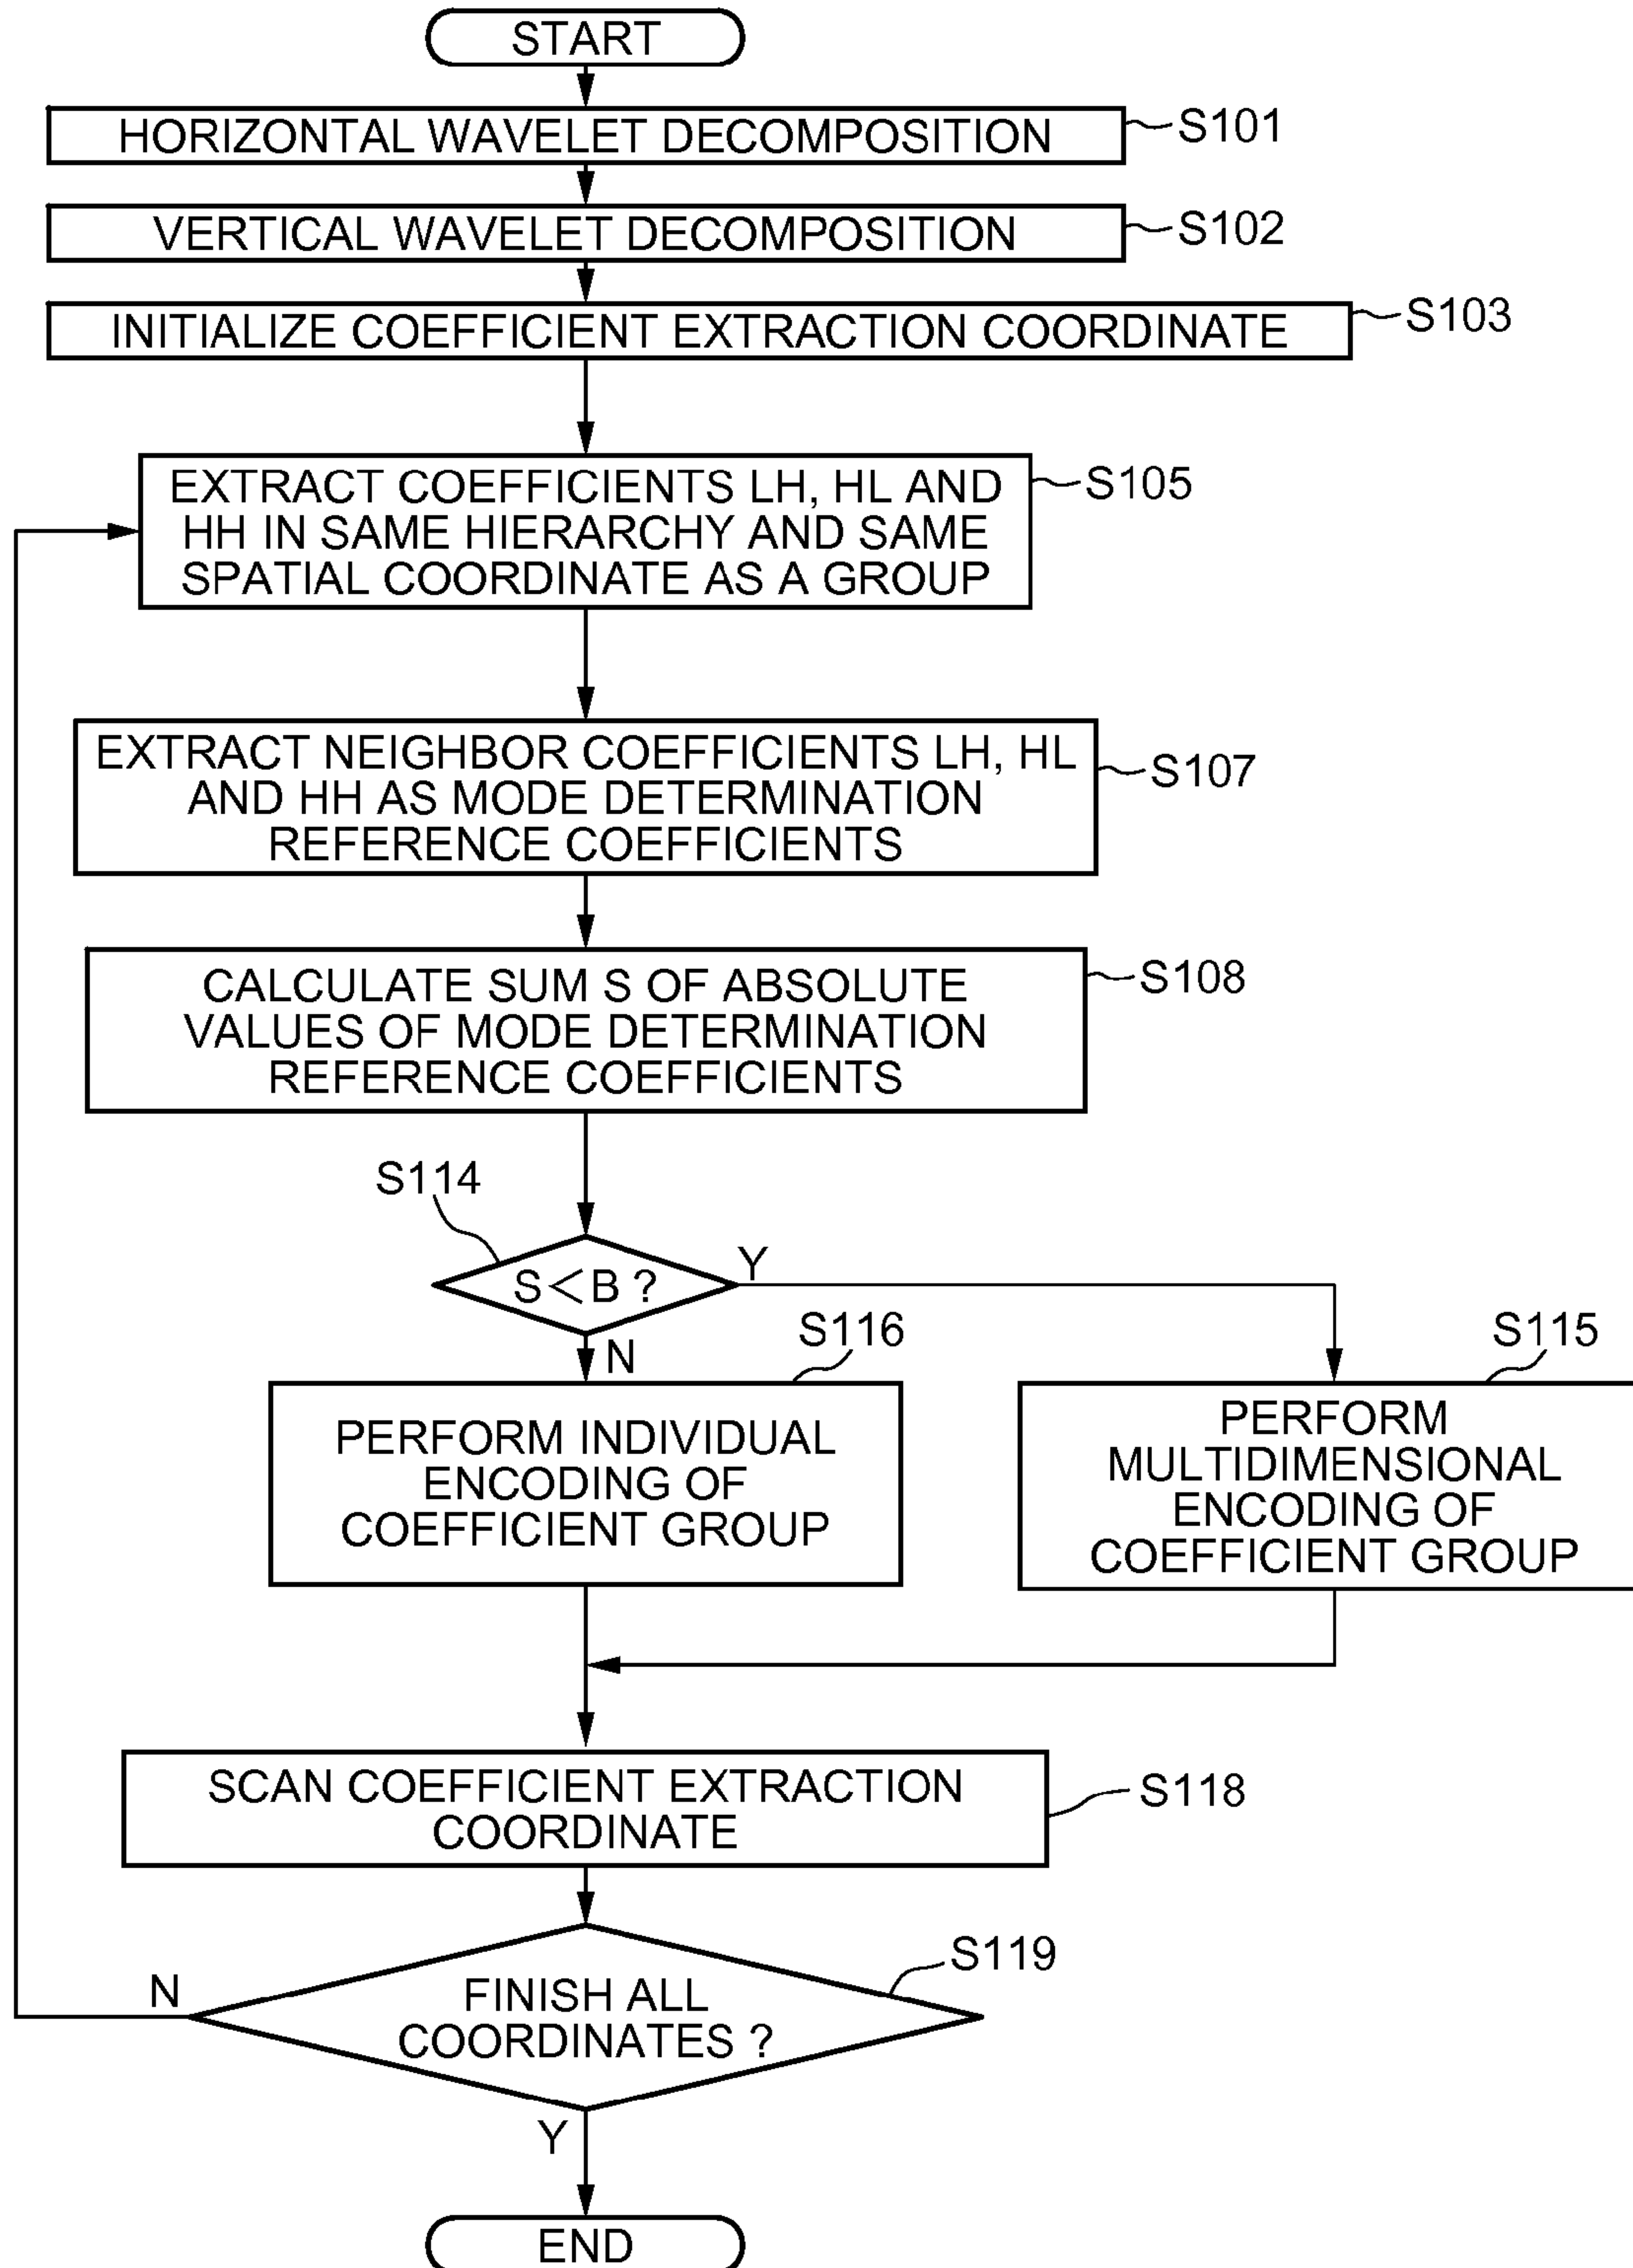 START
HORIZONTAL WAVELET DECOMPOSITION
S101
VERTICAL WAVELET DECOMPOSITION
S102
INITIALIZE COEFFICIENT EXTRACTION COORDINATE
S103
EXTRACT COEFFICIENTS LH, HL AND
HH IN SAME HIERARCHY AND SAME
SPATIAL COORDINATE AS A GROUP
S105
EXTRACT NEIGHBOR COEFFICIENTS LH, HL
AND HH AS MODE DETERMINATION
REFERENCE COEFFICIENTS
S107
CALCULATE SUM S OF ABSOLUTE
VALUES OF MODE DETERMINATION
REFERENCE COEFFICIENTS
S108
S114
S<B ?
Y
N
S116
PERFORM INDIVIDUAL
ENCODING OF
COEFFICIENT GROUP
S115
PERFORM
MULTIDIMENSIONAL
ENCODING OF
COEFFICIENT GROUP
SCAN COEFFICIENT EXTRACTION
COORDINATE
S118
S119
FINISH ALL
COORDINATES ?
N
Y
END